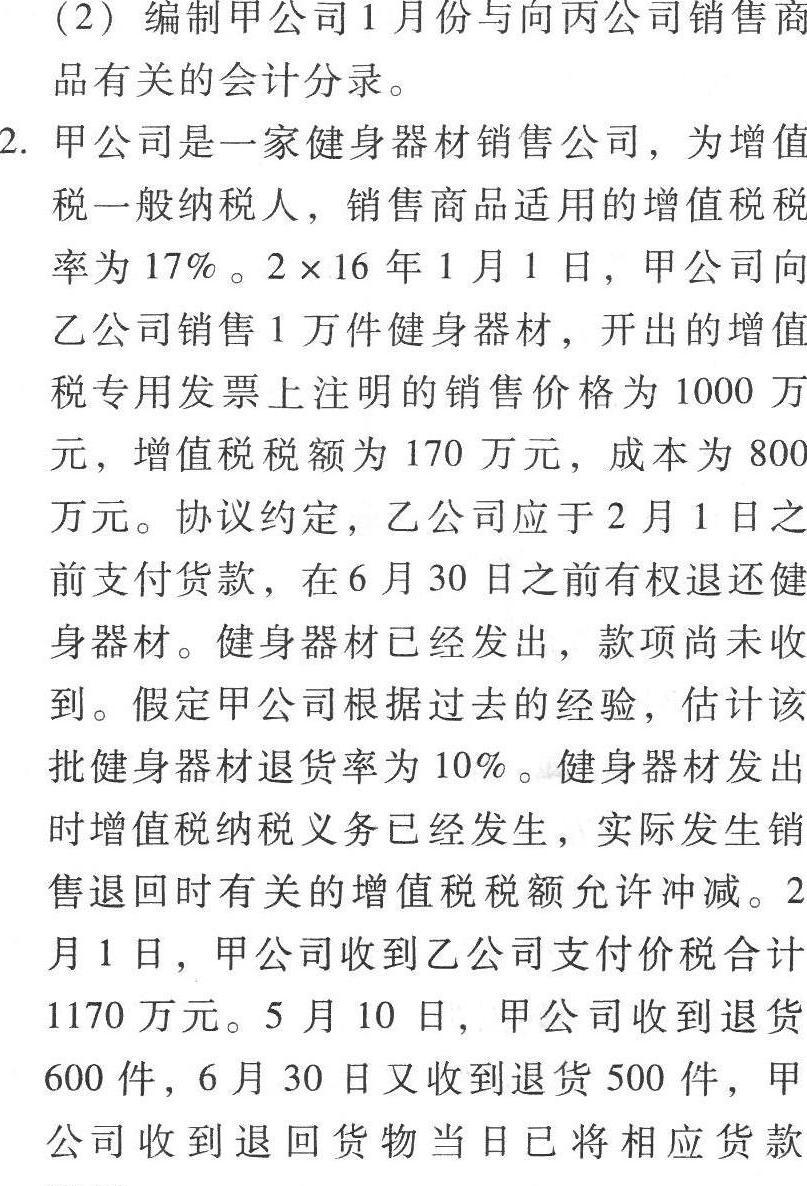 (2) 编制甲公司1月份与向丙公司销售商
品有关的会计分录。
2. 甲公司是一家健身器材销售公司，为增值
税一般纳税人，销售商品适用的增值税税
率为17%。2×16年1月1日，甲公司向
乙公司销售1万件健身器材，开出的增值
税专用发票上注明的销售价格为1000万
元，增值税税额为170万元，成本为800
万元。协议约定，乙公司应于2月1日之
前支付货款，在6月30日之前有权退还健
身器材。健身器材已经发出，款项尚未收
到。假定甲公司根据过去的经验，估计该
批健身器材退货率为10%。健身器材发出
时增值税纳税义务已经发生，实际发生销
售退回时有关的增值税税额允许冲减。2
月1日，甲公司收到乙公司支付价税合计
1170万元。5月10日，甲公司收到退货
600件，6月30日又收到退货500件，甲
公司收到退回货物当日已将相应货款